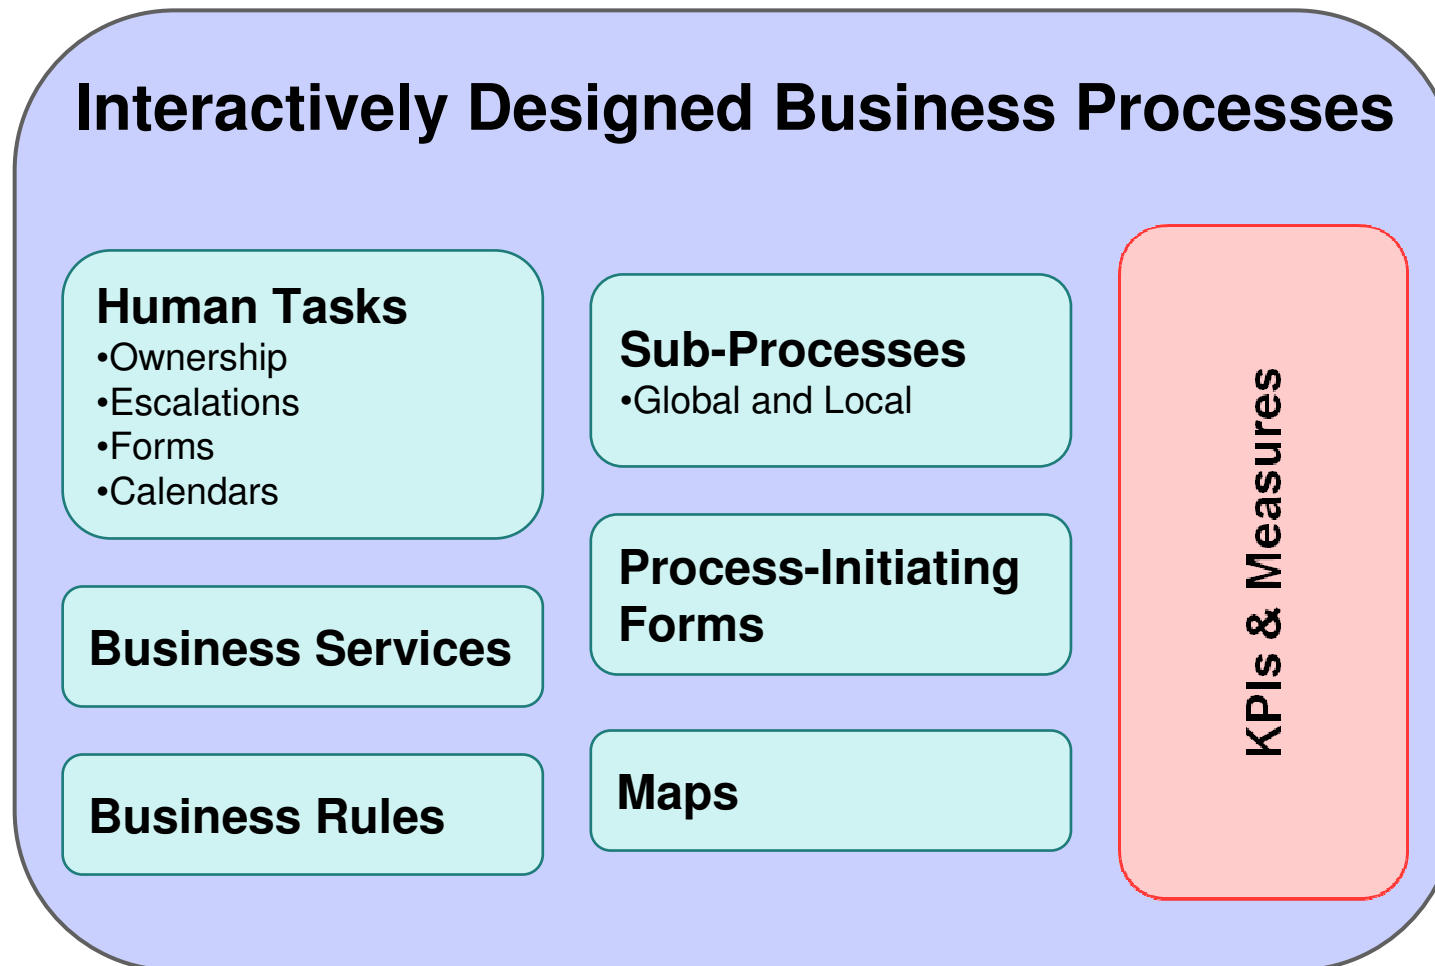 Interactively Designed Business Processes
Human Tasks
•Ownership
•Escalations
•Forms
•Calendars
Business Services
Business Rules
Sub-Processes
•Global and Local
Process-Initiating
Forms
Maps
KPIs & Measures